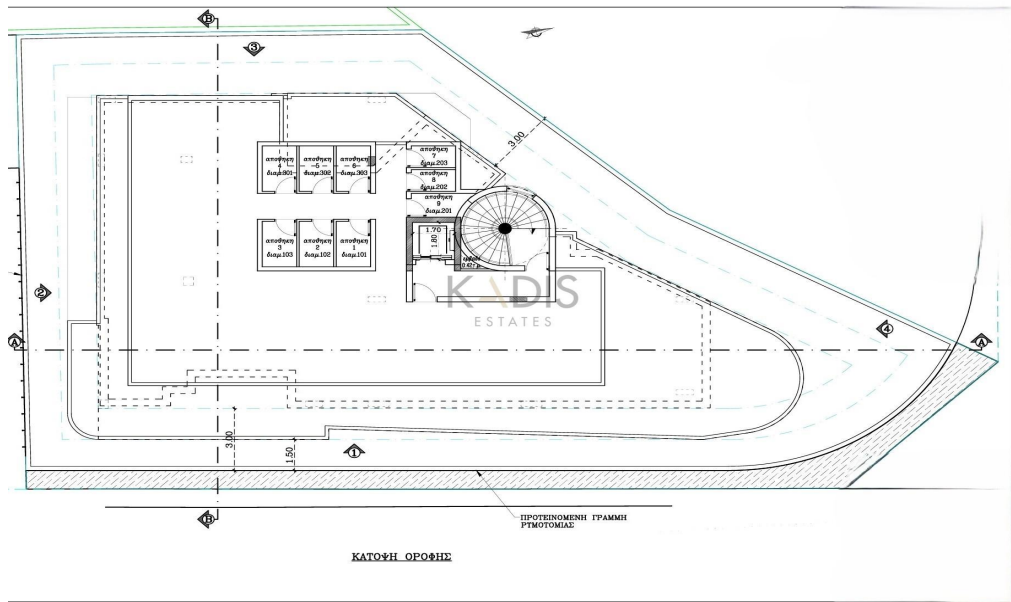 B
3
3.00
αποθηκη
4
διαμ.301
αποθηκη
5
διαμ.302
αποθηκη
6
διαμ.303
αποθηκη
7
διαμ.203
αποθηκη
8
διαμ.202
αποθηκη
9
διαμ.201
αποθηκη
3
διαμ.103
αποθηκη
2
διαμ.102
αποθηκη
1
διαμ.101
1.70
1.80
KADIS
ESTATES
2
4
A
A
3.00
1.50
1
B
ΠΡΟΤΕΙΝΟΜΕΝΗ ΓΡΑΜΜΗ
ΡΥΜΟΤΟΜΙΑΣ
ΚΑΤΟΨΗ ΟΡΟΦΗΣ